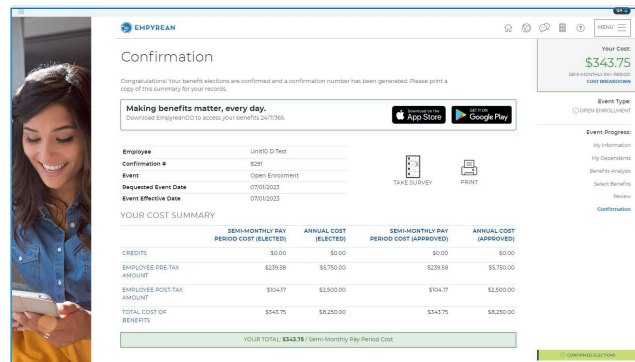 QA
EMPYREAN
MENU
Confirmation
Congratulations! Your benefit elections are confirmed and a confirmation number has been generated. Please print a
copy of this summary for your records.
Making benefits matter, every day.
Download EmpyreanGO to access your benefits 24/7/365.
Download on the
App Store
GET IT ON
Google Play
Employee Unit10 D Test
Confirmation # 8291
Event Open Enrollment
Requested Event Date 07/01/2023
Event Effective Date 07/01/2023
TAKE SURVEY
PRINT
YOUR COST SUMMARY
SEMI-MONTHLY PAY PERIOD COST (ELECTED) ANNUAL COST (ELECTED) SEMI-MONTHLY PAY PERIOD COST (APPROVED) ANNUAL COST (APPROVED)
CREDITS $0.00 $0.00 $0.00 $0.00
EMPLOYEE PRE-TAX AMOUNT $239.58 $5,750.00 $239.58 $5,750.00
EMPLOYEE POST-TAX AMOUNT $104.17 $2,500.00 $104.17 $2,500.00
TOTAL COST OF BENEFITS $343.75 $8,250.00 $343.75 $8,250.00
YOUR TOTAL: $343.75 / Semi-Monthly Pay Period Cost
Your Cost:
$343.75
SEMI-MONTHLY PAY PERIOD
COST BREAKDOWN
Event Type:
OPEN ENROLLMENT
Event Progress:
My Information
My Dependents
Benefits Analysis
Select Benefits
Review
Confirmation
CONFIRMED ELECTIONS